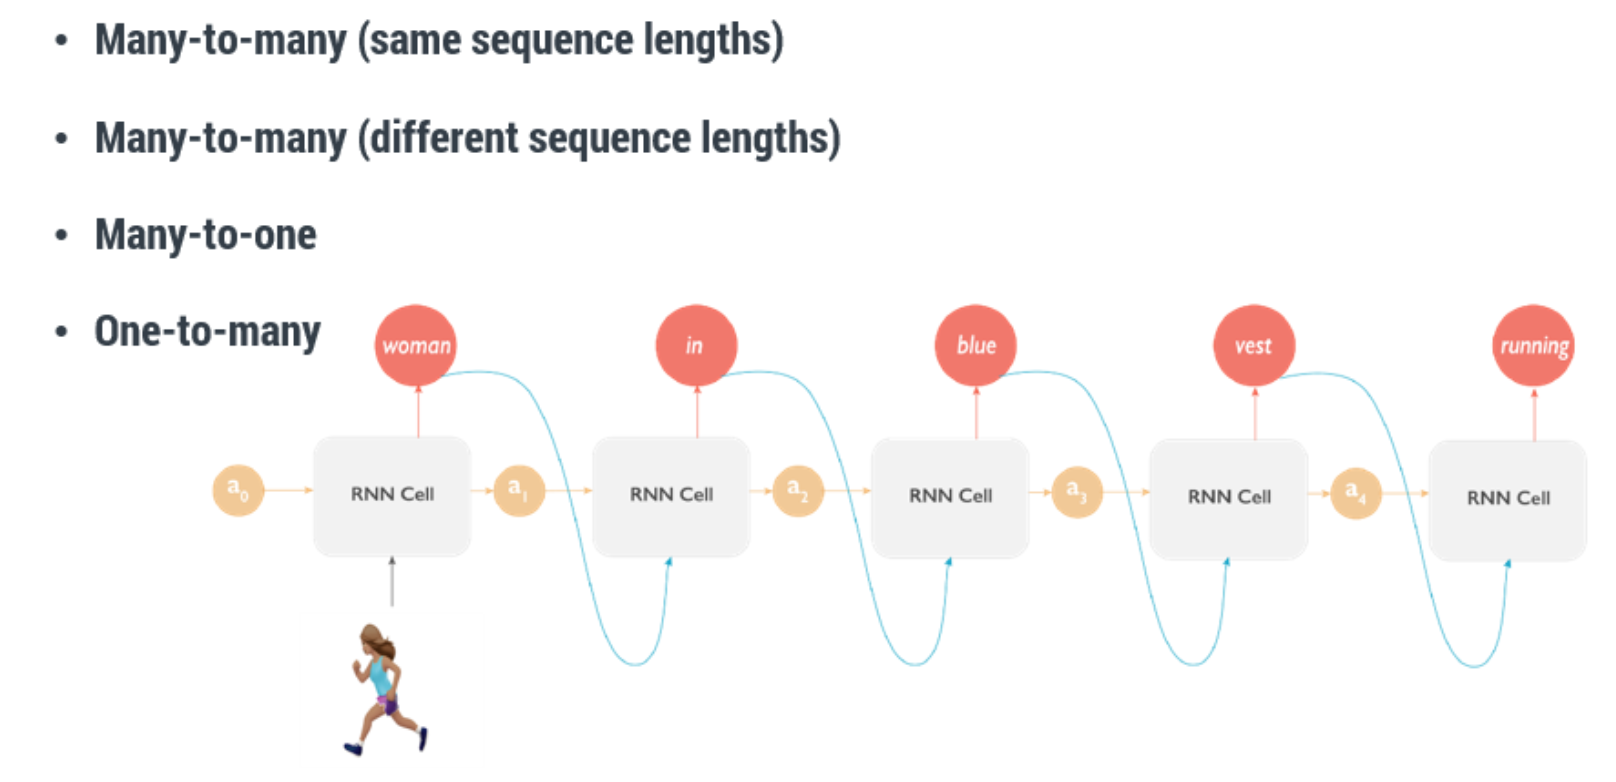 • Many-to-many (same sequence lengths)
• Many-to-many (different sequence lengths)
• Many-to-one
• One-to-many
woman in blue vest running
a0 RNN Cell a1 RNN Cell a2 RNN Cell a3 RNN Cell a4 RNN Cell